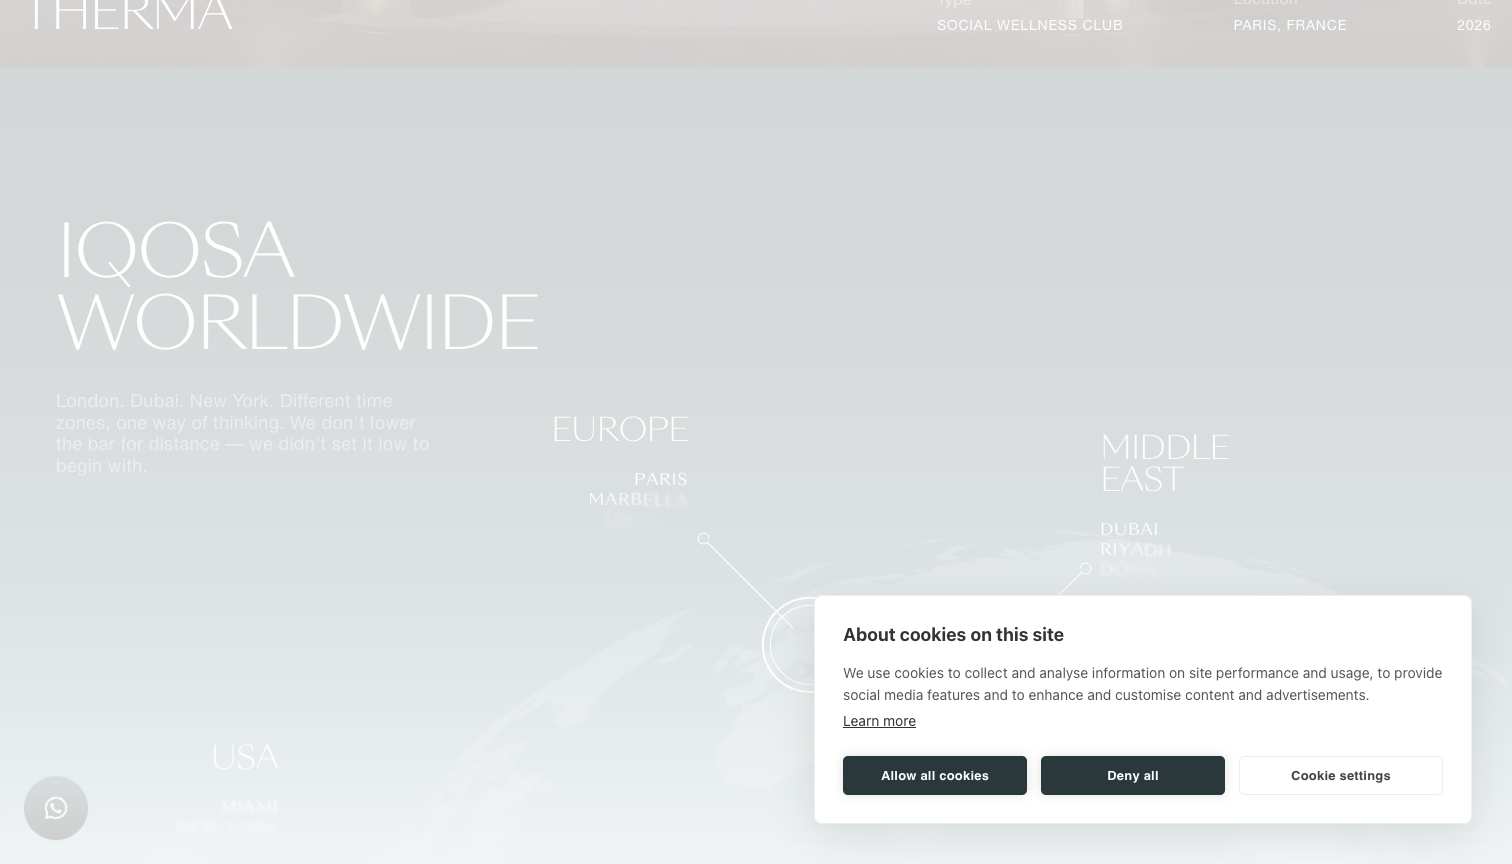 THERMA
Type
Location
Date
SOCIAL WELLNESS CLUB
PARIS, FRANCE
2026
IQOSA
WORLDWIDE
London. Dubai. New York. Different time
zones, one way of thinking. We don't lower
the bar for distance — we didn't set it low to
begin with.
EUROPE
PARIS
MARBELLA
MIDDLE
EAST
DUBAI
RIYADH
USA
MIAMI
About cookies on this site
We use cookies to collect and analyse information on site performance and usage, to provide
social media features and to enhance and customise content and advertisements.
Learn more
Allow all cookies
Deny all
Cookie settings